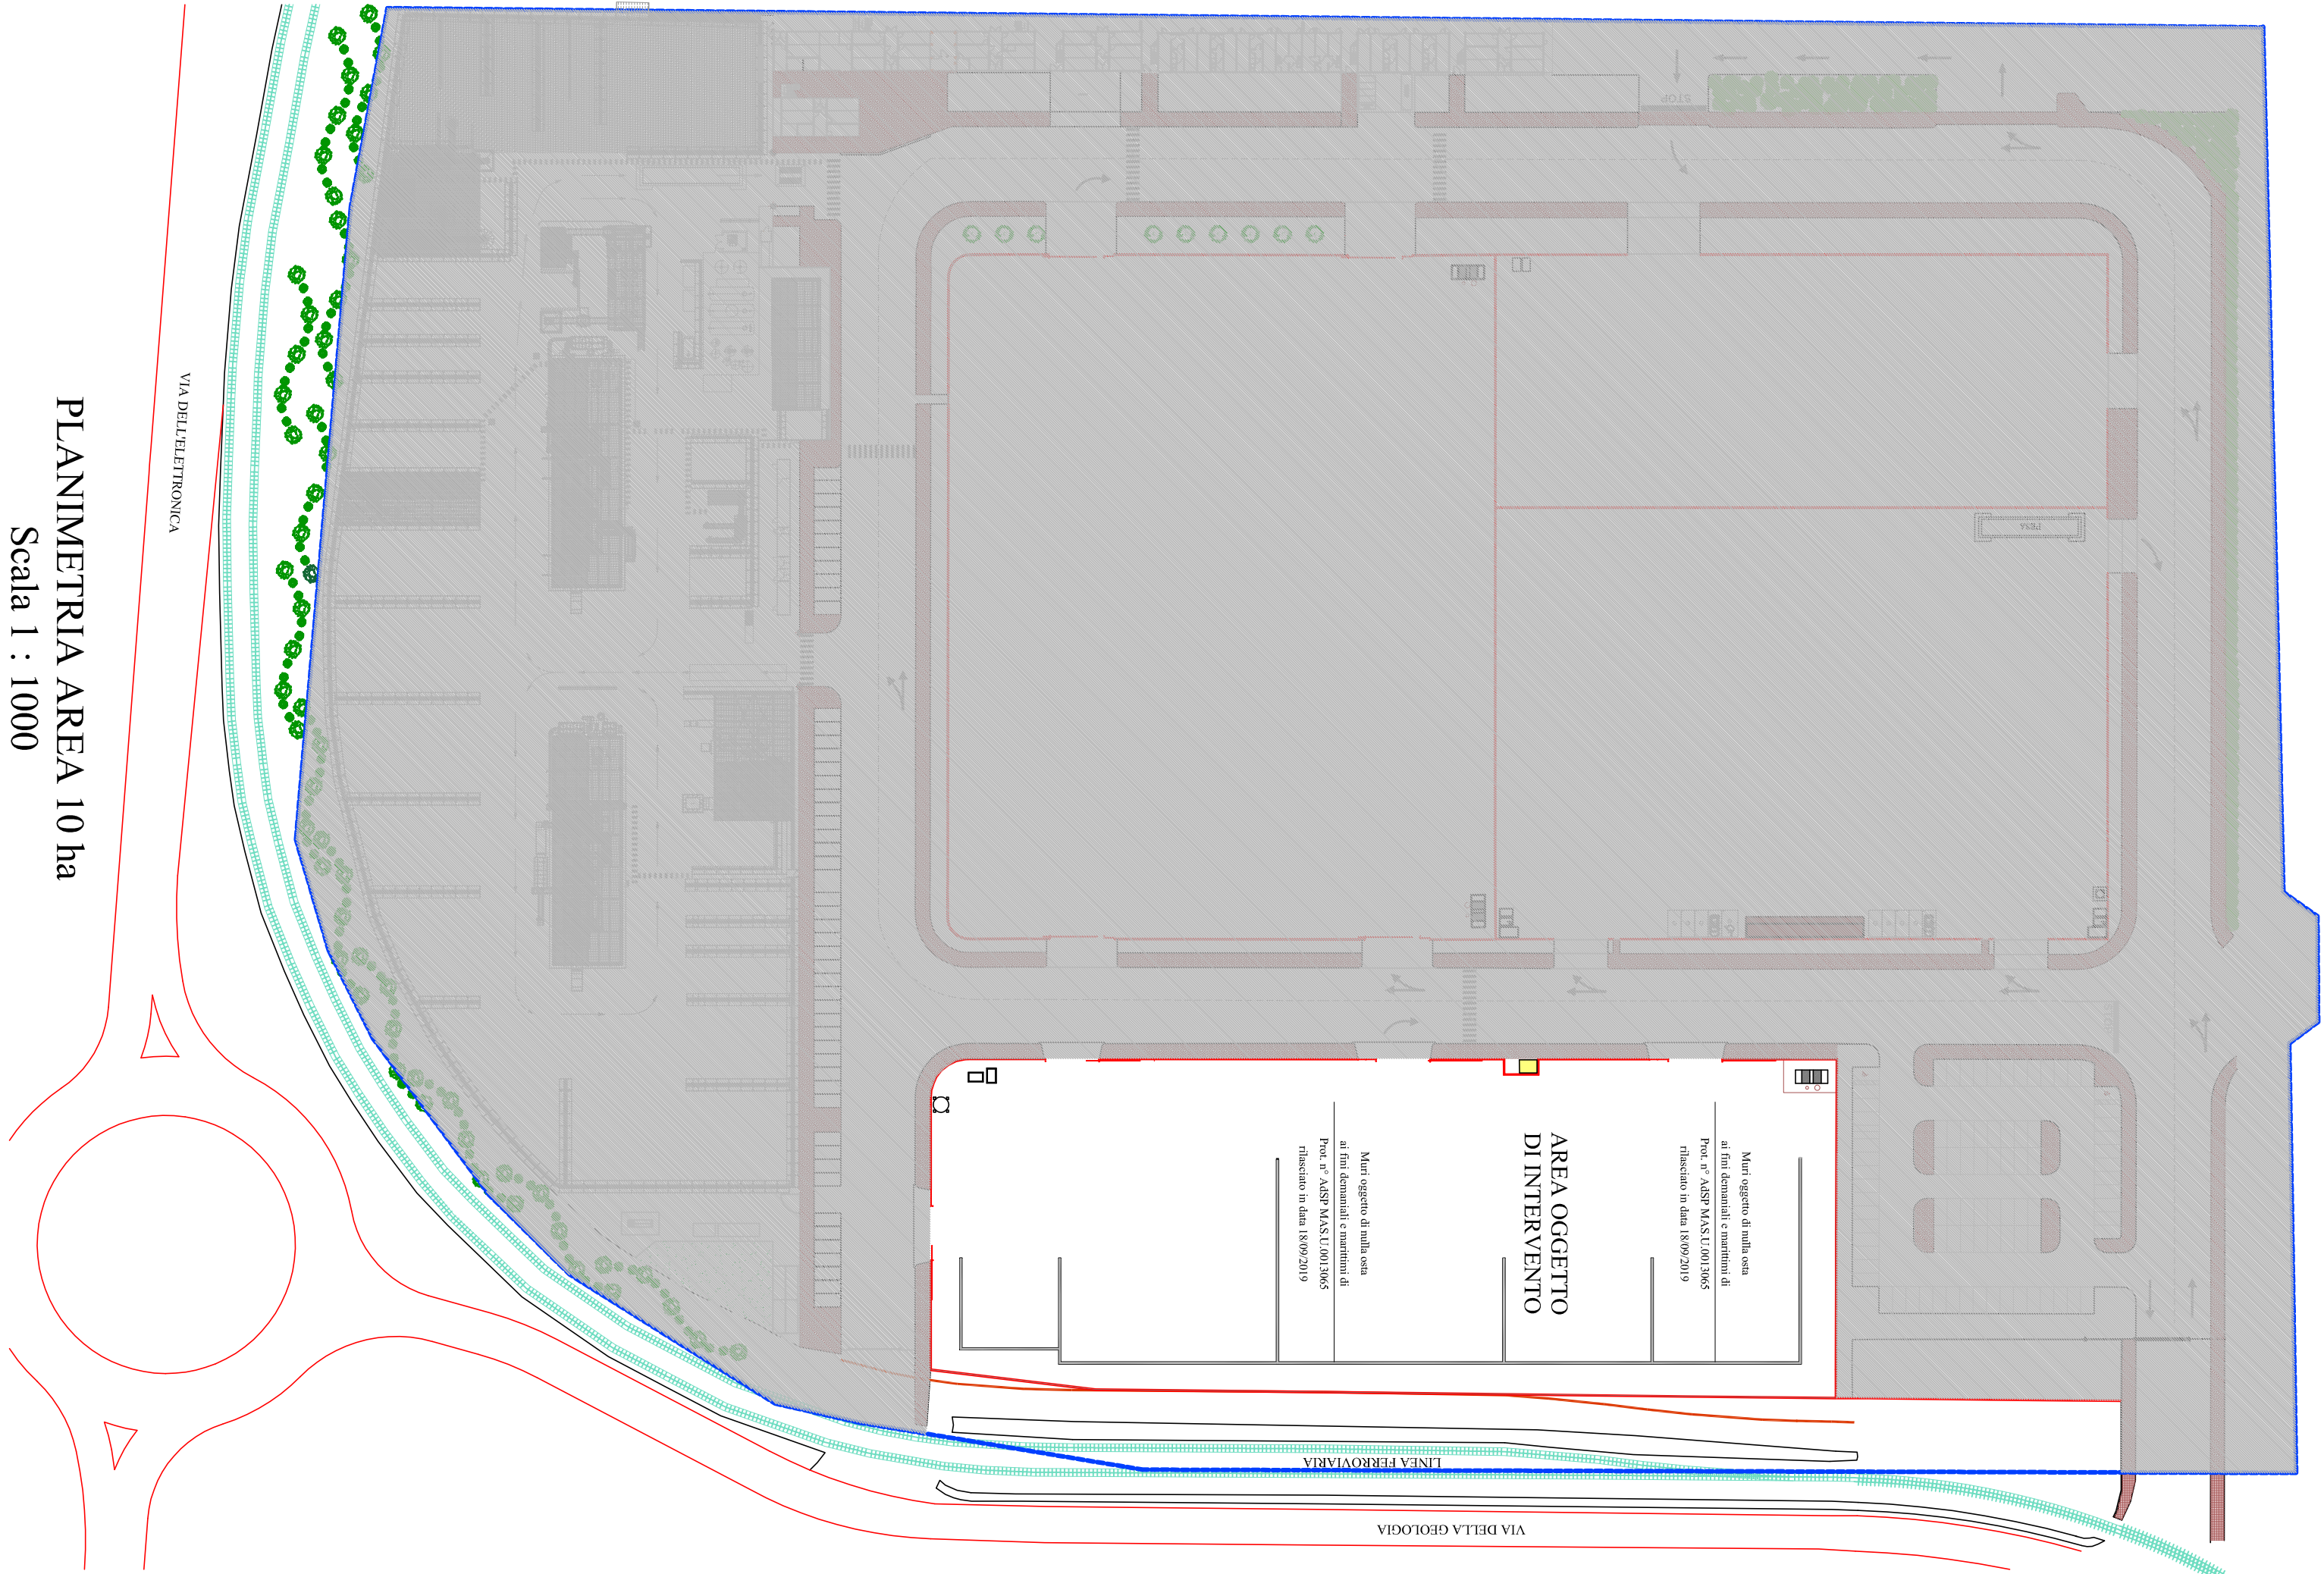 PLANIMETRIA AREA 10 ha
Scala 1 : 1000
VIA DELL'ELETTRONICA
STOP
PESA
Muri oggetto di nulla osta
ai fini demaniali e marittimi di
Prot. n° AdSP MAS.U.0013065
rilasciato in data 18/09/2019
AREA OGGETTO
DI INTERVENTO
Muri oggetto di nulla osta
ai fini demaniali e marittimi di
Prot. n° AdSP MAS.U.0013065
rilasciato in data 18/09/2019
LINEA FERROVIARIA
VIA DELLA GEOLOGIA